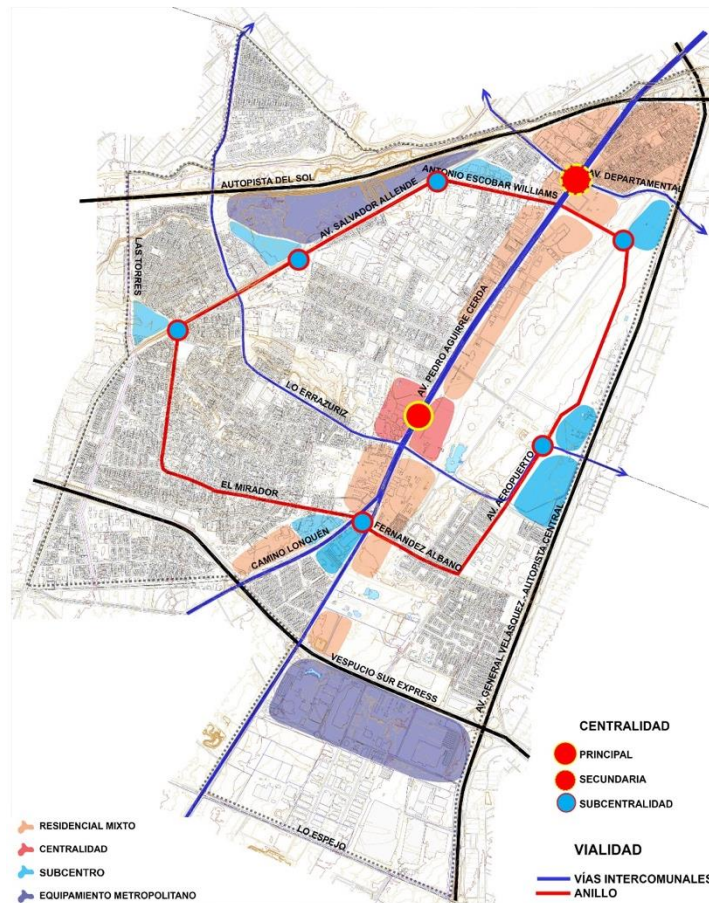 AV. DEPARTAMENTAL
ANTONIO ESCOBAR WILLIAMS
AUTOPISTA DEL SOL
AV. SALVADOR ALLENDE
LAS TORRES
AV. PEDRO AGUIRRE CERDA
LO ERRAZURIZ
EL MIRADOR
AV. AEROPUERTO
FERNANDEZ ALBANO
CAMINO LONQUÉN
AV. GENERAL VELÁSQUEZ - AUTOPISTA CENTRAL
VESPUCIO SUR EXPRESS
LO ESPEJO
CENTRALIDAD
PRINCIPAL
SECUNDARIA
SUBCENTRALIDAD
VIALIDAD
VÍAS INTERCOMUNALES
ANILLO
RESIDENCIAL MIXTO
CENTRALIDAD
SUBCENTRO
EQUIPAMIENTO METROPOLITANO